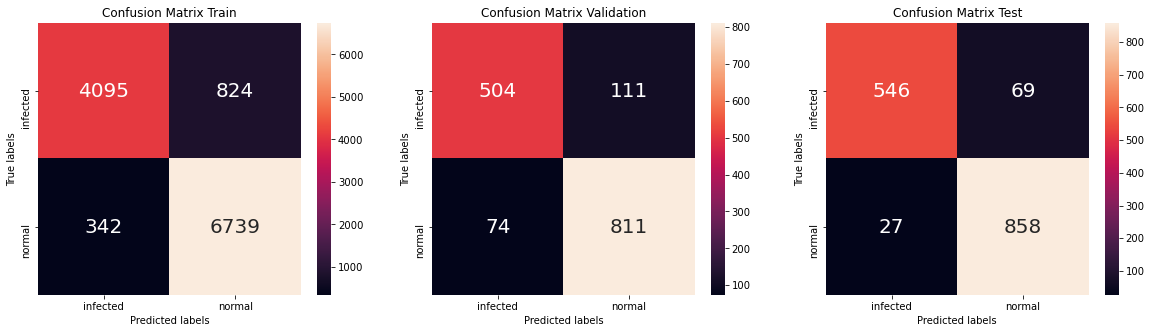 Confusion Matrix Train
4095 824
342 6739
infected
normal
True labels
infected normal
Predicted labels
6000
5000
4000
3000
2000
1000
Confusion Matrix Validation
504 111
74 811
infected
normal
True labels
infected normal
Predicted labels
800
700
600
500
400
300
200
100
Confusion Matrix Test
546 69
27 858
infected
normal
True labels
infected normal
Predicted labels
800
700
600
500
400
300
200
100